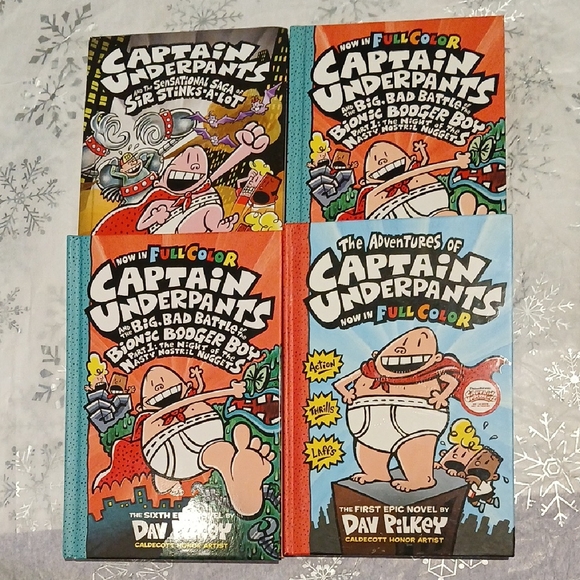 CAPTAIN
UNDERPANTS
AND THE SENSATIONAL SAGA OF
SIR STINKS-A-LOT
NOW IN FULL COLOR
CAPTAIN
UNDERPANTS
AND THE BIG, BAD BATTLE OF THE
BIONIC BOOGER BOY
PART 1: THE NIGHT OF THE
NASTY NOSTRIL NUGGETS
NOW IN FULL COLOR
CAPTAIN
UNDERPANTS
AND THE BIG, BAD BATTLE OF THE
BIONIC BOOGER BOY
PART 1: THE NIGHT OF THE
NASTY NOSTRIL NUGGETS
THE SIXTH EPIC NOVEL BY
DAV PILKEY
CALDECOTT HONOR ARTIST
THE ADVENTURES OF
CAPTAIN
UNDERPANTS
NOW IN FULL COLOR
ACTION
THRILLS
LAFFS
THE FIRST EPIC NOVEL BY
DAV PILKEY
CALDECOTT HONOR ARTIST